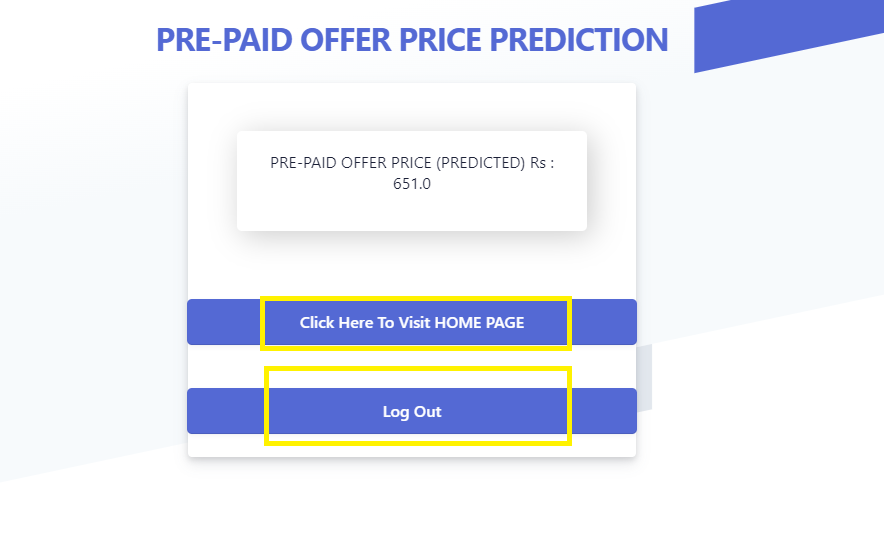 PRE-PAID OFFER PRICE PREDICTION
PRE-PAID OFFER PRICE (PREDICTED) Rs :
651.0
Click Here To Visit HOME PAGE
Log Out